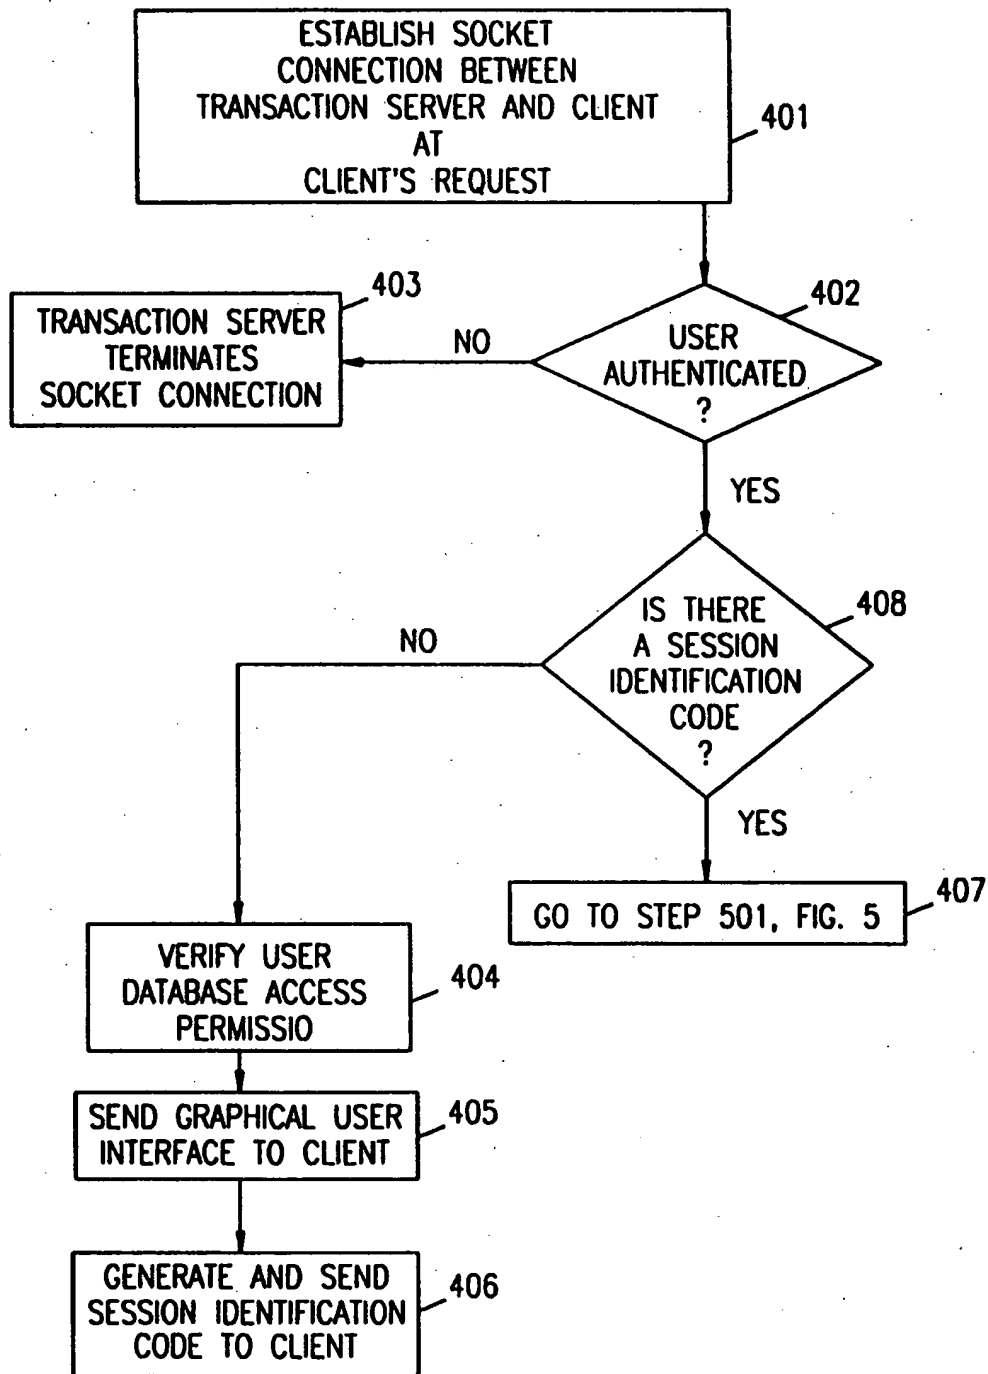 ESTABLISH SOCKET
CONNECTION BETWEEN
TRANSACTION SERVER AND CLIENT
AT
CLIENT'S REQUEST
401
403
TRANSACTION SERVER
TERMINATES
SOCKET CONNECTION
NO
402
USER
AUTHENTICATED
?
YES
408
IS THERE
A SESSION
IDENTIFICATION
CODE
?
NO
YES
407
GO TO STEP 501, FIG. 5
VERIFY USER
DATABASE ACCESS
PERMISSIO
404
SEND GRAPHICAL USER
INTERFACE TO CLIENT
405
GENERATE AND SEND
SESSION IDENTIFICATION
CODE TO CLIENT
406